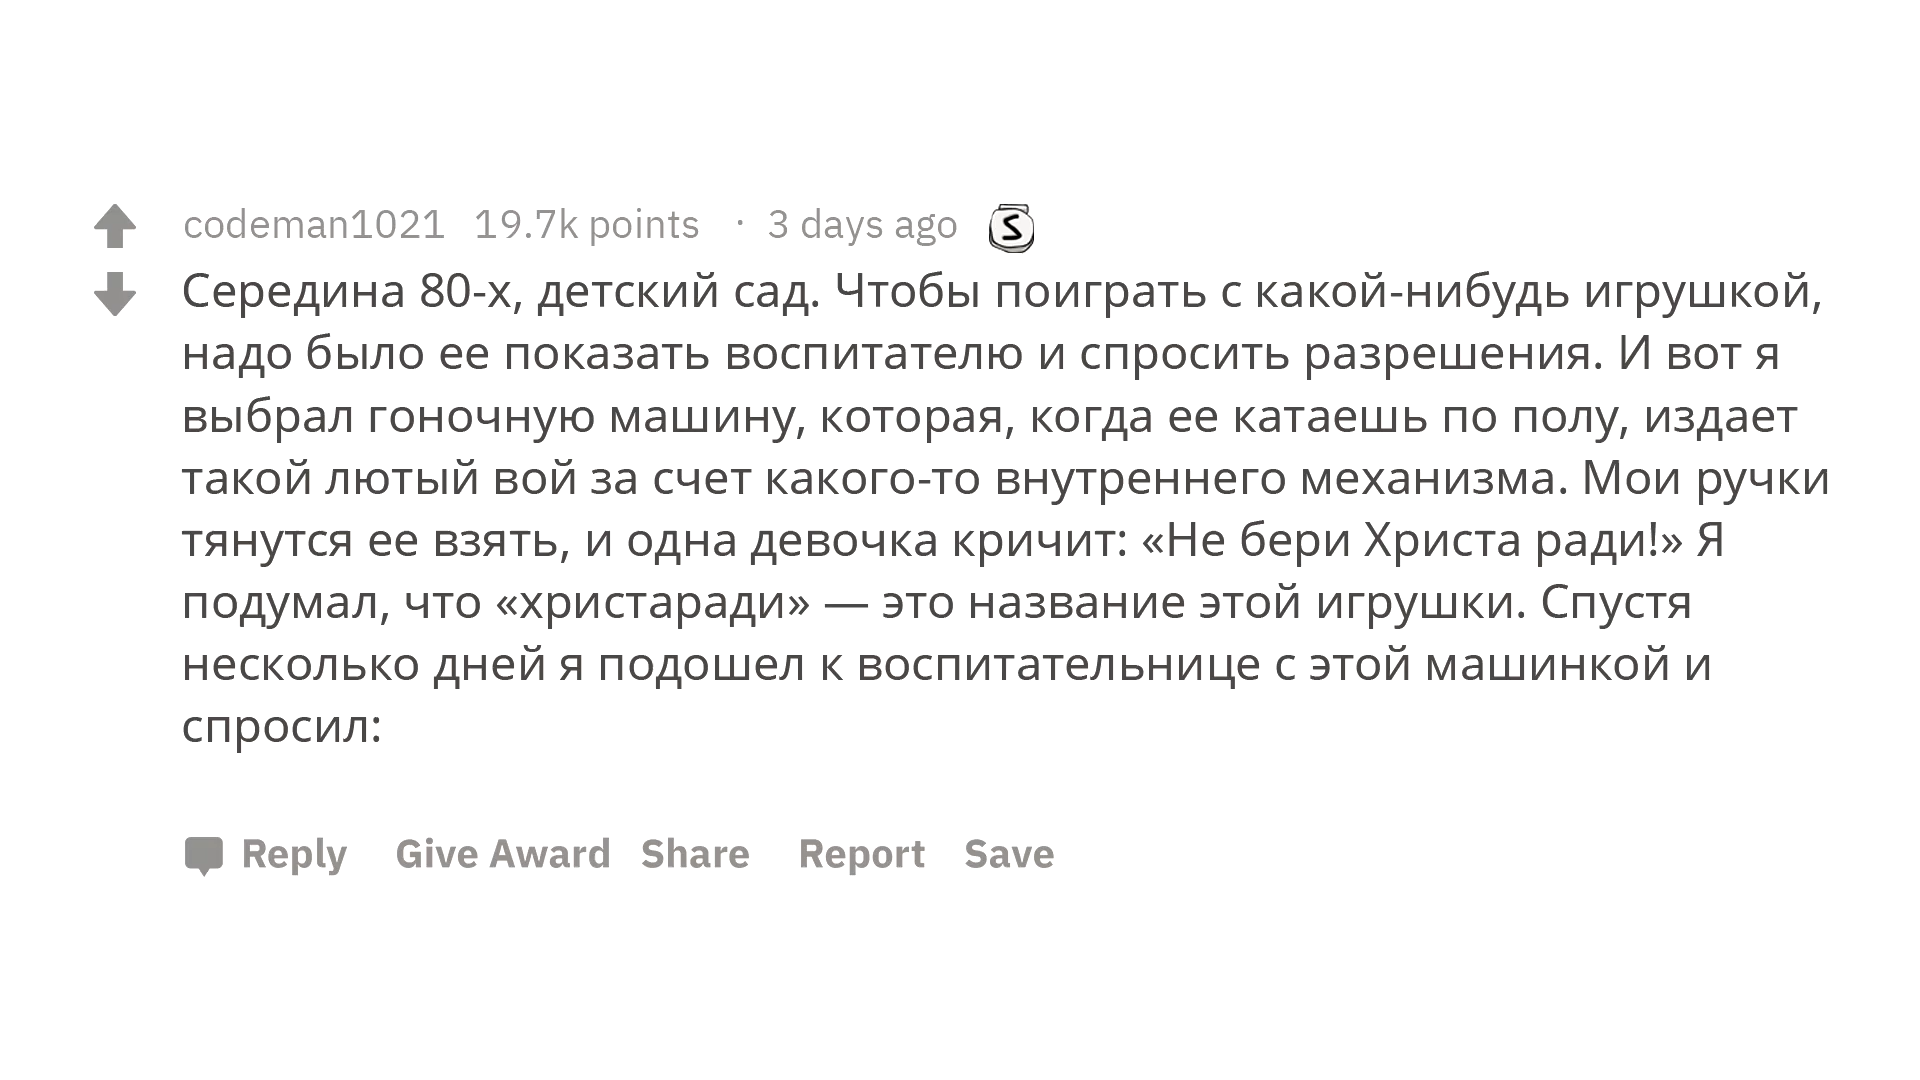 codeman1021 19.7k points · 3 days ago S
Середина 80-х, детский сад. Чтобы поиграть с какой-нибудь игрушкой,
надо было ее показать воспитателю и спросить разрешения. И вот я
выбрал гоночную машину, которая, когда ее катаешь по полу, издает
такой лютый вой за счет какого-то внутреннего механизма. Мои ручки
тянутся ее взять, и одна девочка кричит: «Не бери Христа ради!» Я
подумал, что «христаради» — это название этой игрушки. Спустя
несколько дней я подошел к воспитательнице с этой машинкой и
спросил:
Reply Give Award Share Report Save